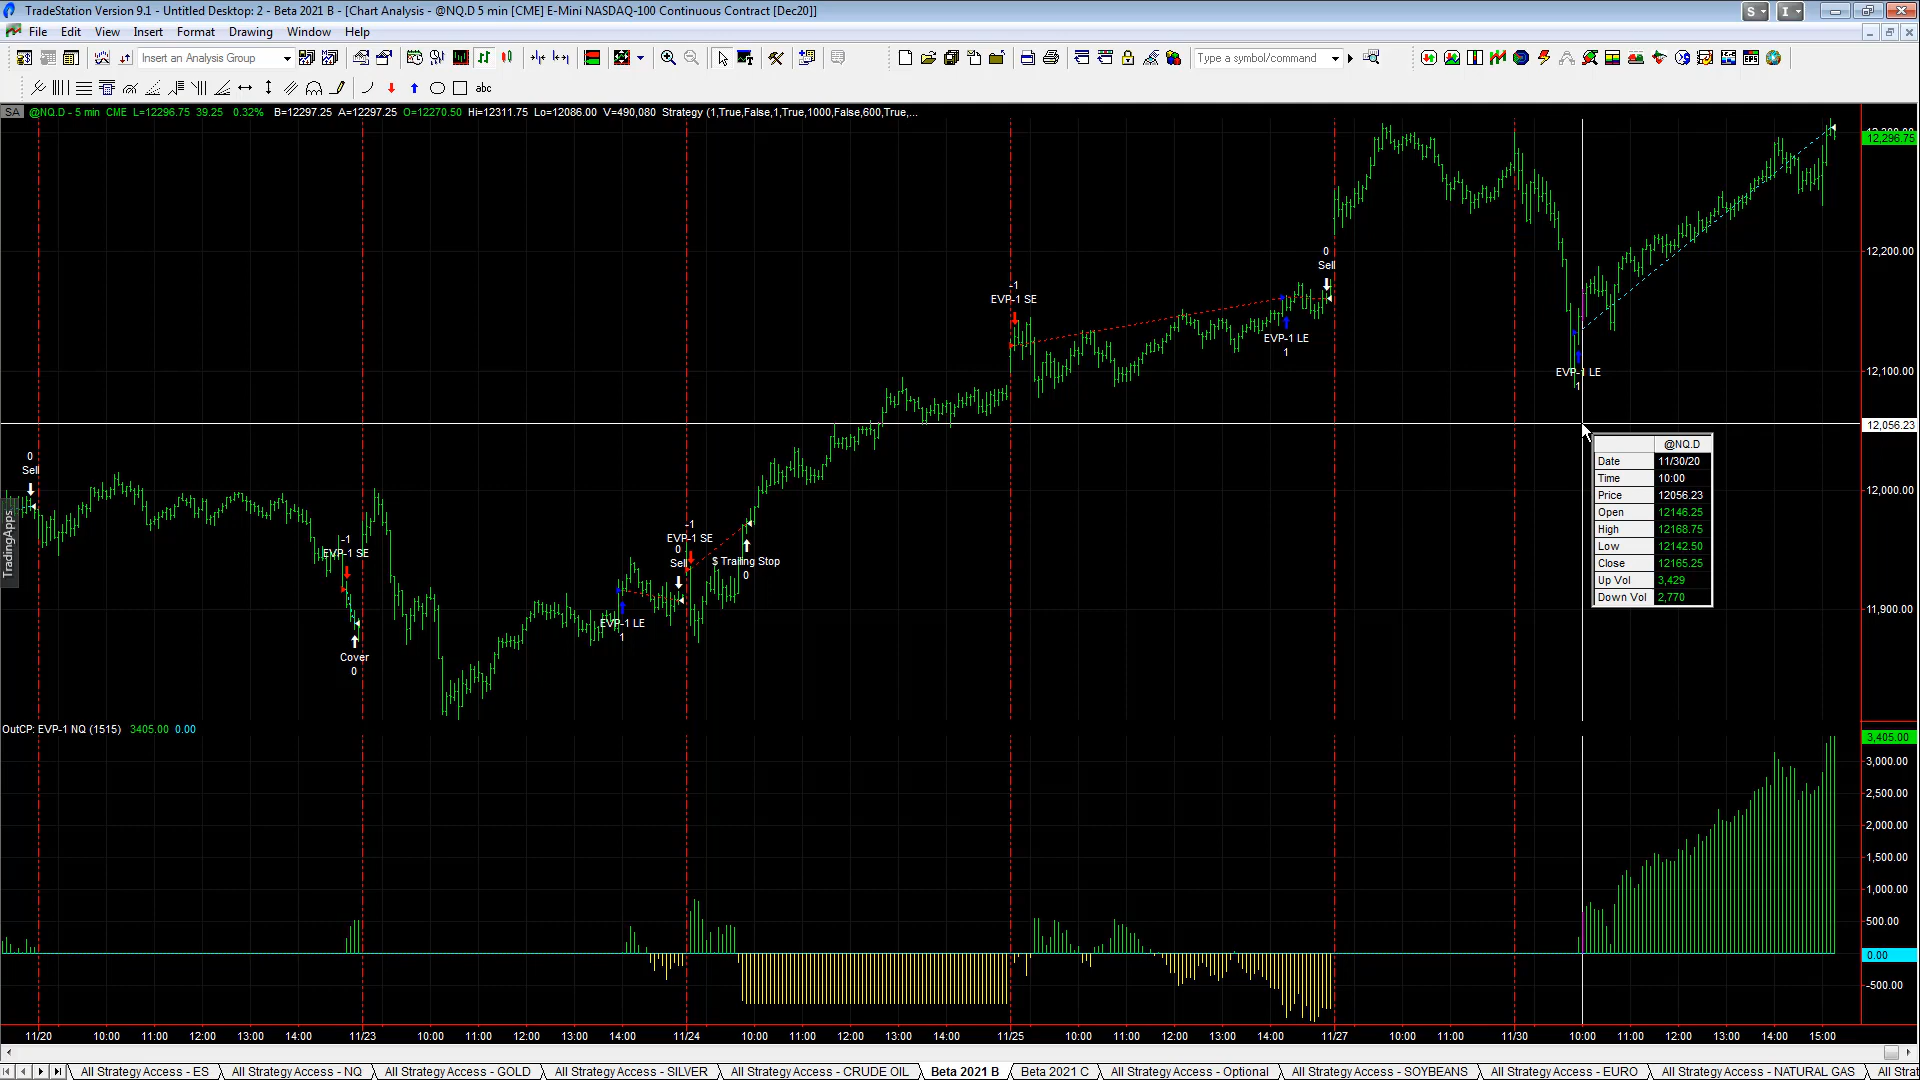 TradeStation Version 9.1 - Untitled Desktop: 2 - Beta 2021 B - [Chart Analysis - @NQ.D 5 min [CME] E-Mini NASDAQ-100 Continuous Contract [Dec20]]
S I
File Edit View Insert Format Drawing Window Help
Insert an Analysis Group Type a symbol/command EPS
abc
SA @NQ.D - 5 min CME L=12296.75 39.25 0.32% B=12297.25 A=12297.25 O=12270.50 Hi=12311.75 Lo=12086.00 V=490,080 Strategy (1,True,False,1,True,1000,False,600,True,...
12,296.75
0
Sell
12,200.00
-1
EVP-1 SE
EVP-1 LE
1
EVP-1 LE
1
12,100.00
12,056.23
@NQ.D
Date 11/30/20
Time 10:00
Price 12056.23
Open 12146.25
High 12168.75
Low 12142.50
Close 12165.25
Up Vol 3,429
Down Vol 2,770
0
Sell
12,000.00
-1
EVP-1 SE
0
Sell
$ Trailing Stop
0
-1
EVP-1 SE
TradingApps
11,900.00
EVP-1 LE
1
Cover
0
OutCP: EVP-1 NQ (1515) 3405.00 0.00
3,405.00
3,000.00
2,500.00
2,000.00
1,500.00
1,000.00
500.00
0.00
-500.00
11/20 10:00 11:00 12:00 13:00 14:00 11/23 10:00 11:00 12:00 13:00 14:00 11/24 10:00 11:00 12:00 13:00 14:00 11/25 10:00 11:00 12:00 13:00 14:00 11/27 10:00 11:00 12:00 13:00 14:00 11/30 10:00 11:00 12:00 13:00 14:00 15:00
All Strategy Access - ES All Strategy Access - NQ All Strategy Access - GOLD All Strategy Access - SILVER All Strategy Access - CRUDE OIL Beta 2021 B Beta 2021 C All Strategy Access - Optional All Strategy Access - SOYBEANS All Strategy Access - EURO All Strategy Access - NATURAL GAS All Strat